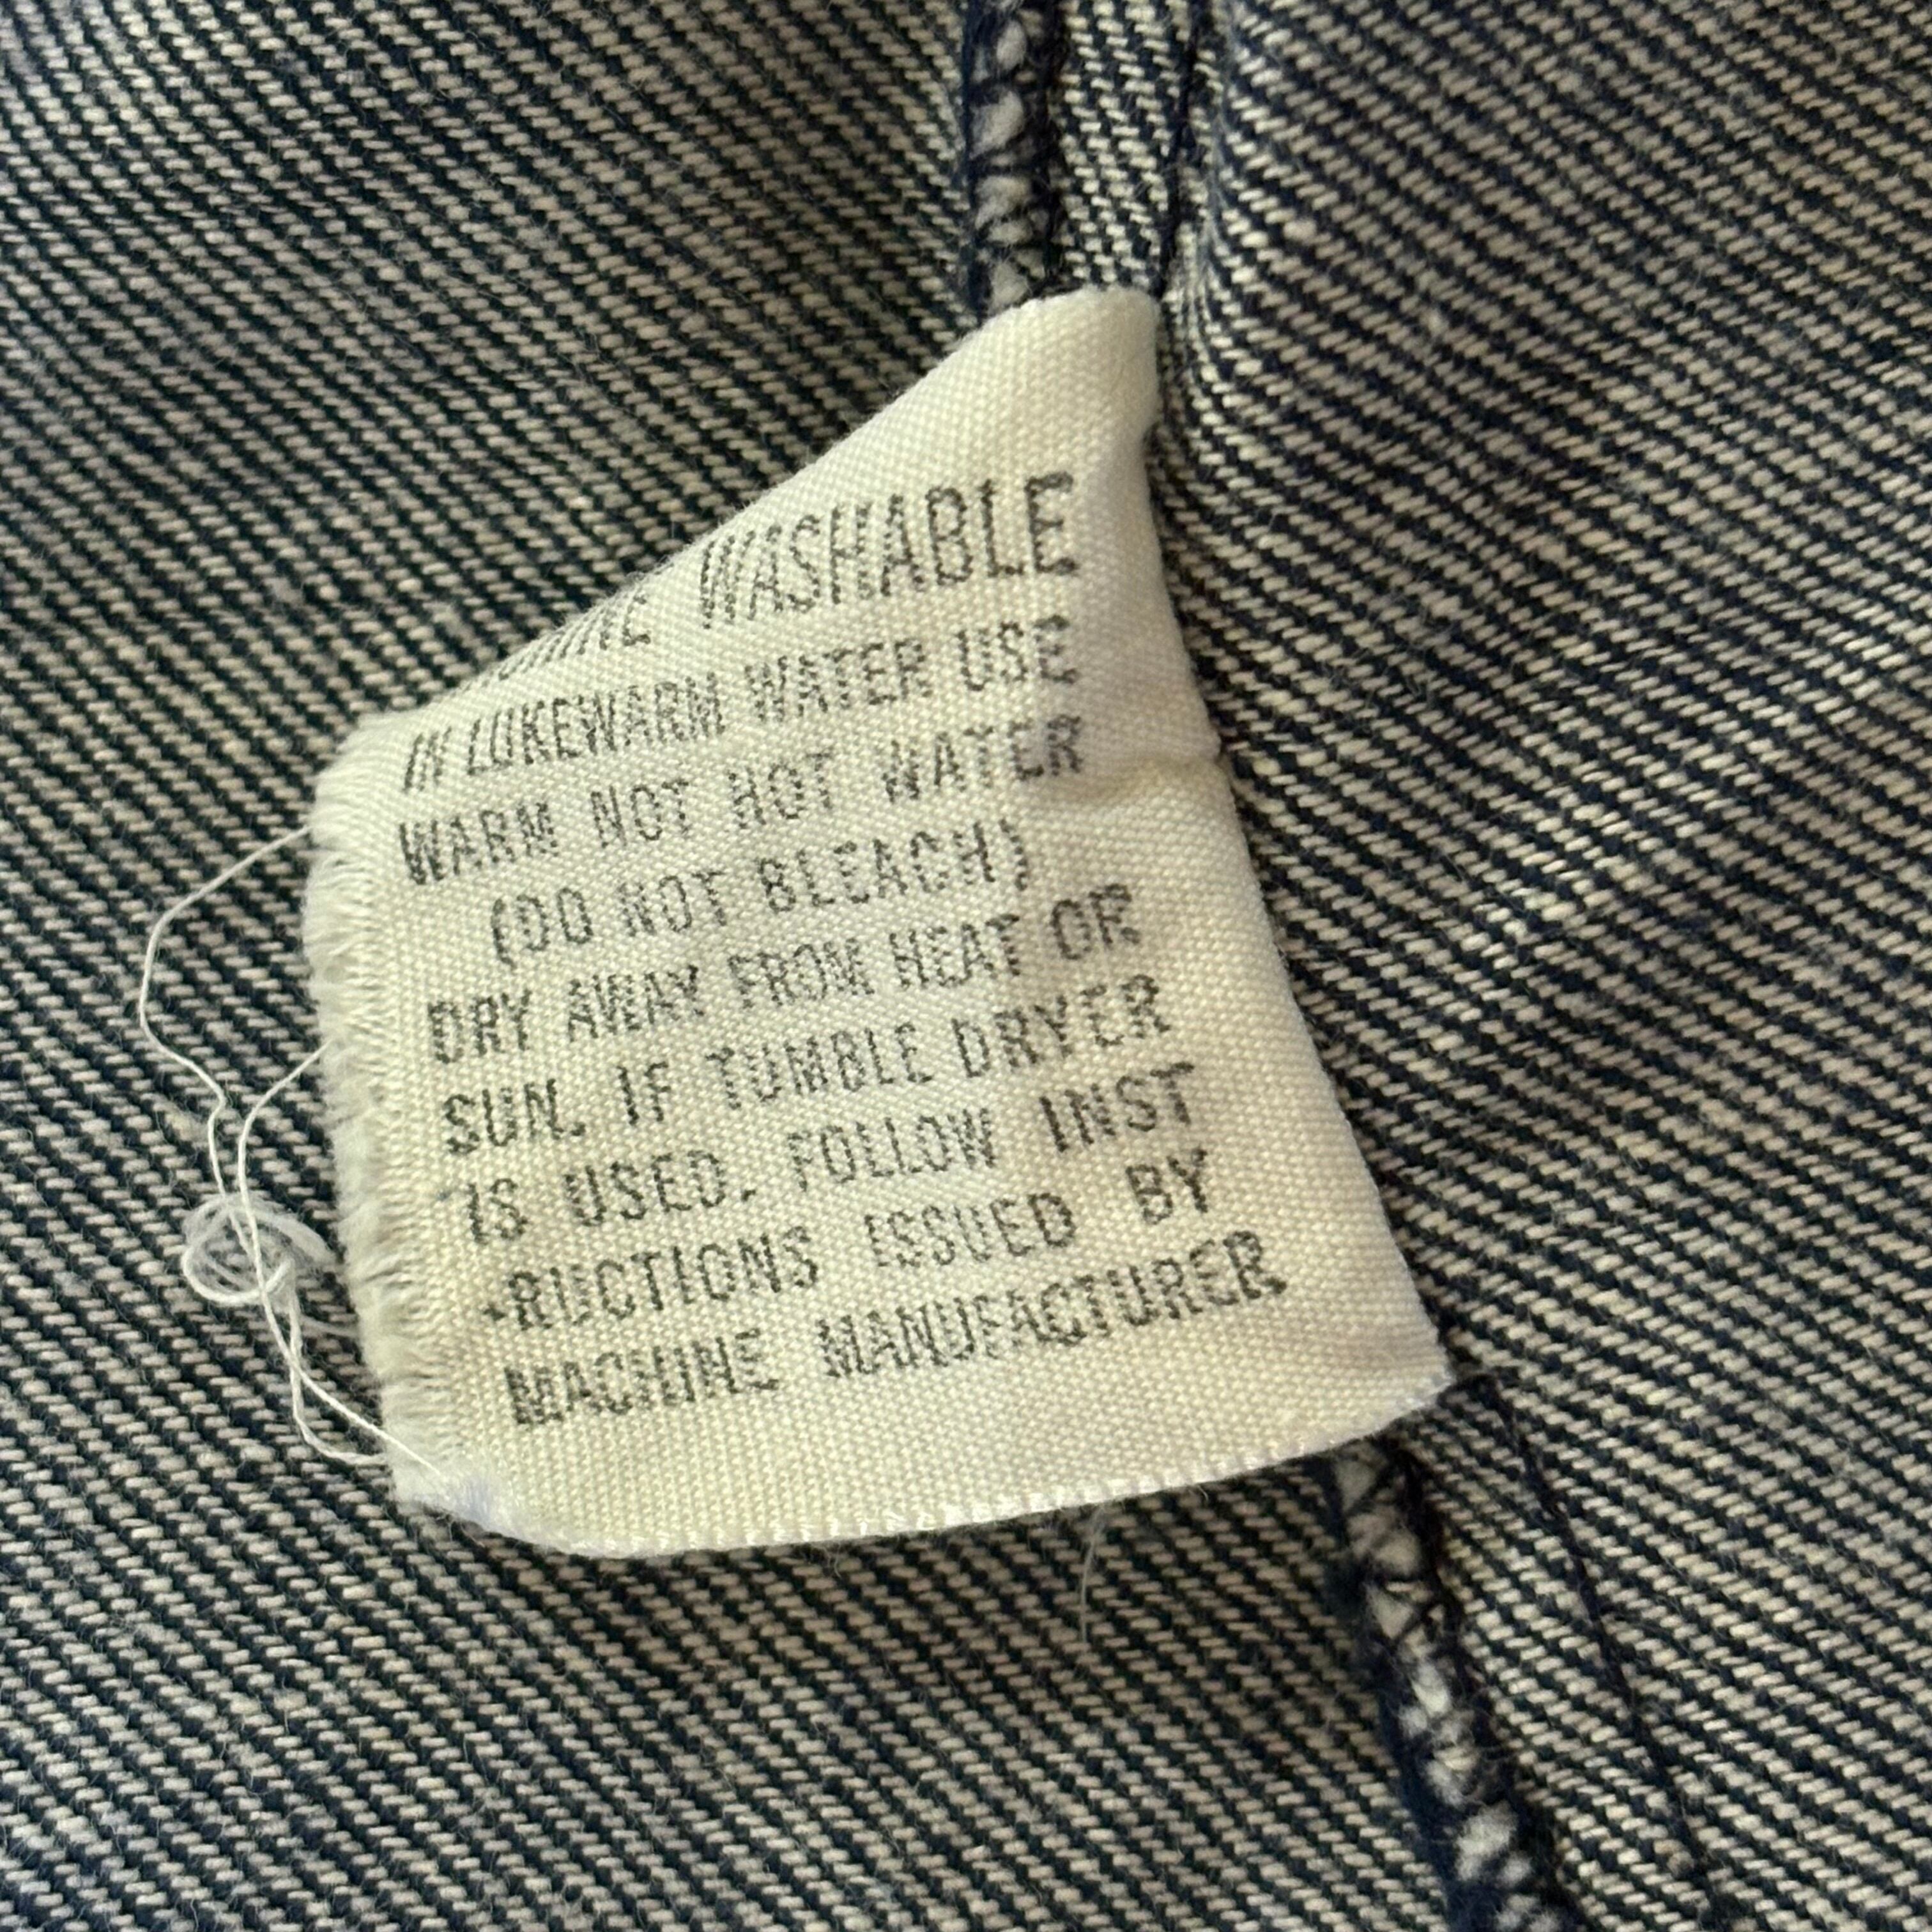 WASHABLE
IN LUKEWARM WATER USE
WARM NOT HOT WATER
(DO NOT BLEACH)
DRY AWAY FROM HEAT OR
SUN. IF TUMBLE DRYER
IS USED. FOLLOW INST
-RUCTIONS ISSUED BY
MACHINE MANUFACTURER